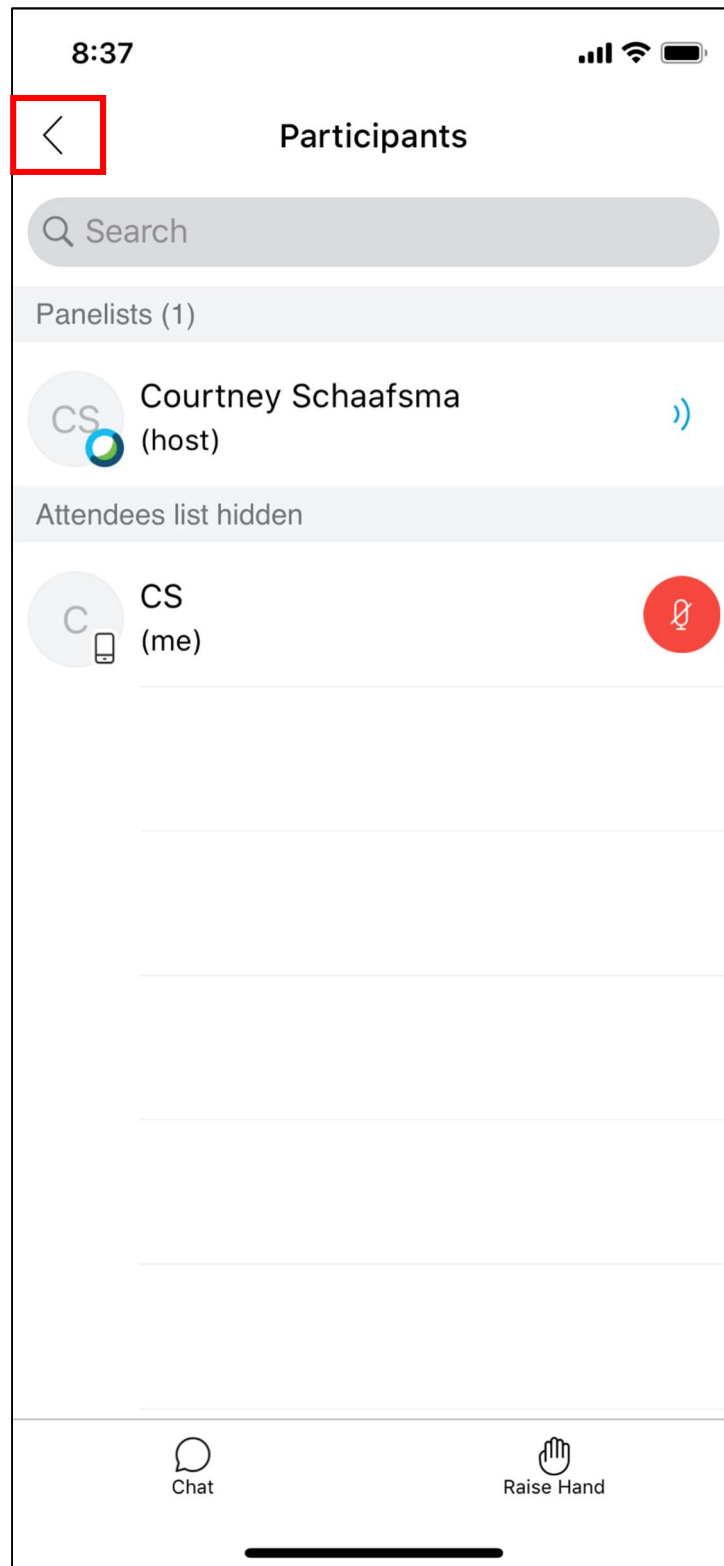 8:37
Participants
Search
Panelists (1)
CS
Courtney Schaafsma
(host)
Attendees list hidden
C
CS
(me)
Chat
Raise Hand